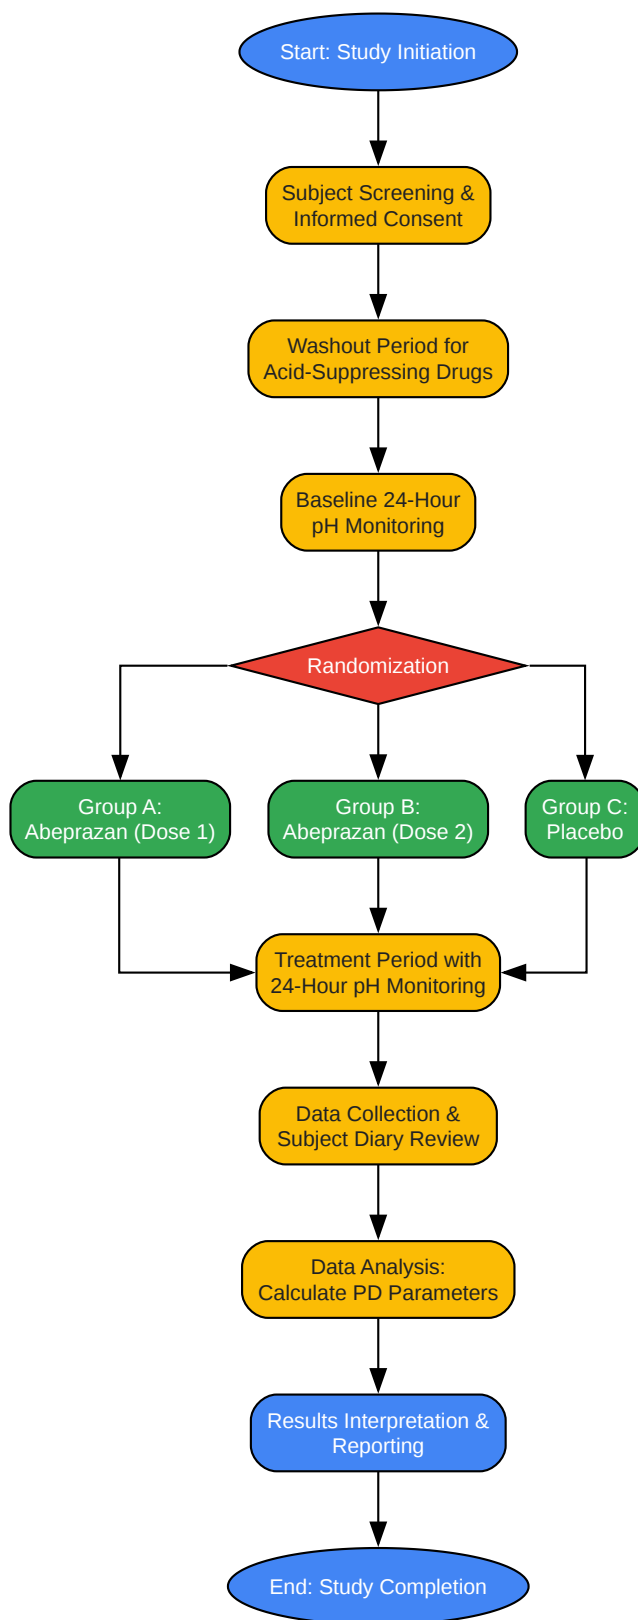 Start: Study Initiation
Subject Screening &
Informed Consent
Washout Period for
Acid-Suppressing Drugs
Baseline 24-Hour
pH Monitoring
Randomization
Group A:
Abeprazan (Dose 1)
Group B:
Abeprazan (Dose 2)
Group C:
Placebo
Treatment Period with
24-Hour pH Monitoring
Data Collection &
Subject Diary Review
Data Analysis:
Calculate PD Parameters
Results Interpretation &
Reporting
End: Study Completion